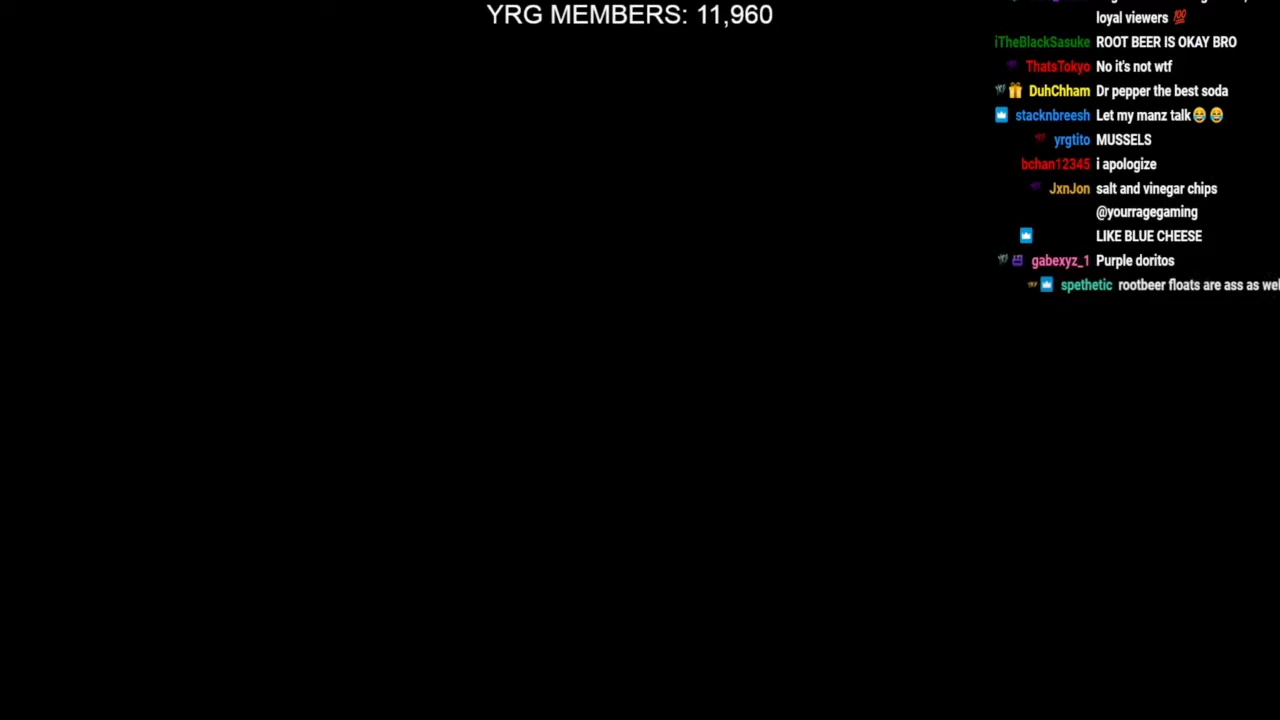 YRG MEMBERS: 11,960
loyal viewers 💯
iTheBlackSasuke ROOT BEER IS OKAY BRO
ThatsTokyo No it's not wtf
DuhChham Dr pepper the best soda
stacknbreesh Let my manz talk😂 😂
yrgtito MUSSELS
bchan12345 i apologize
JxnJon salt and vinegar chips
@yourragegaming
LIKE BLUE CHEESE
gabexyz_1 Purple doritos
spethetic rootbeer floats are ass as